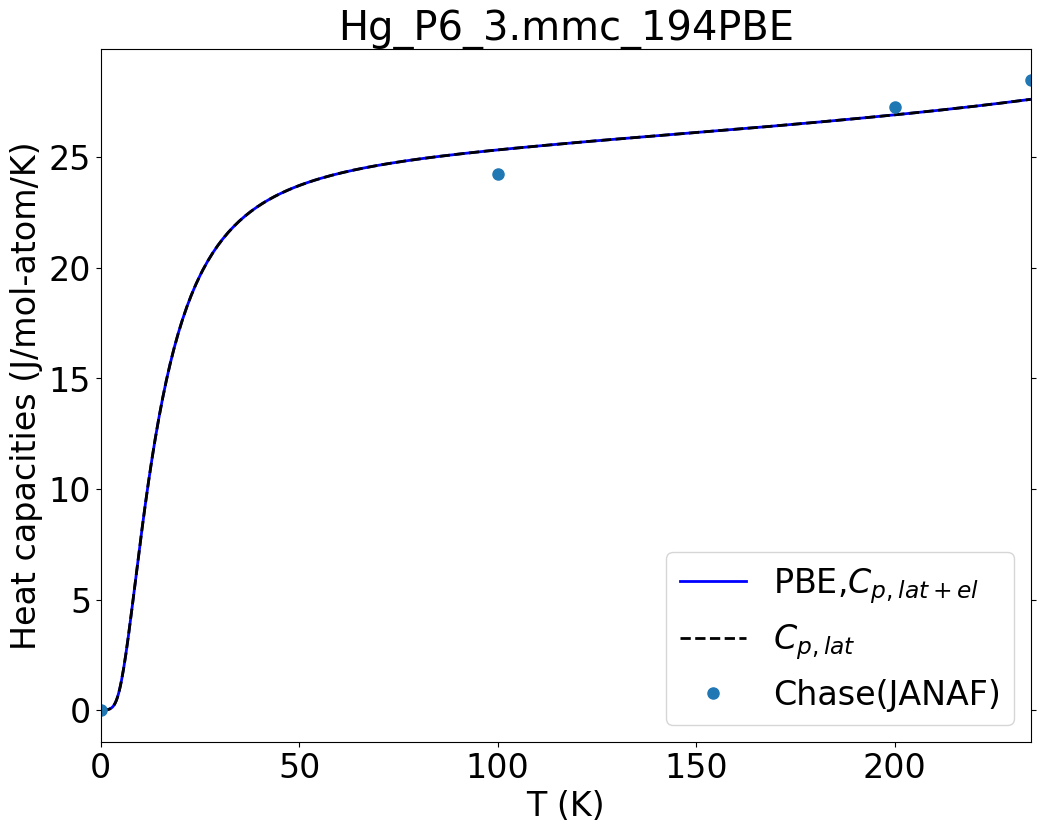 Hg_P6_3.mmc_194PBE
Heat capacities (J/mol-atom/K)
25
20
15
10
5
0
0 50 100 150 200
T (K)
PBE,$C_{p,lat+el}$
$C_{p,lat}$
Chase(JANAF)